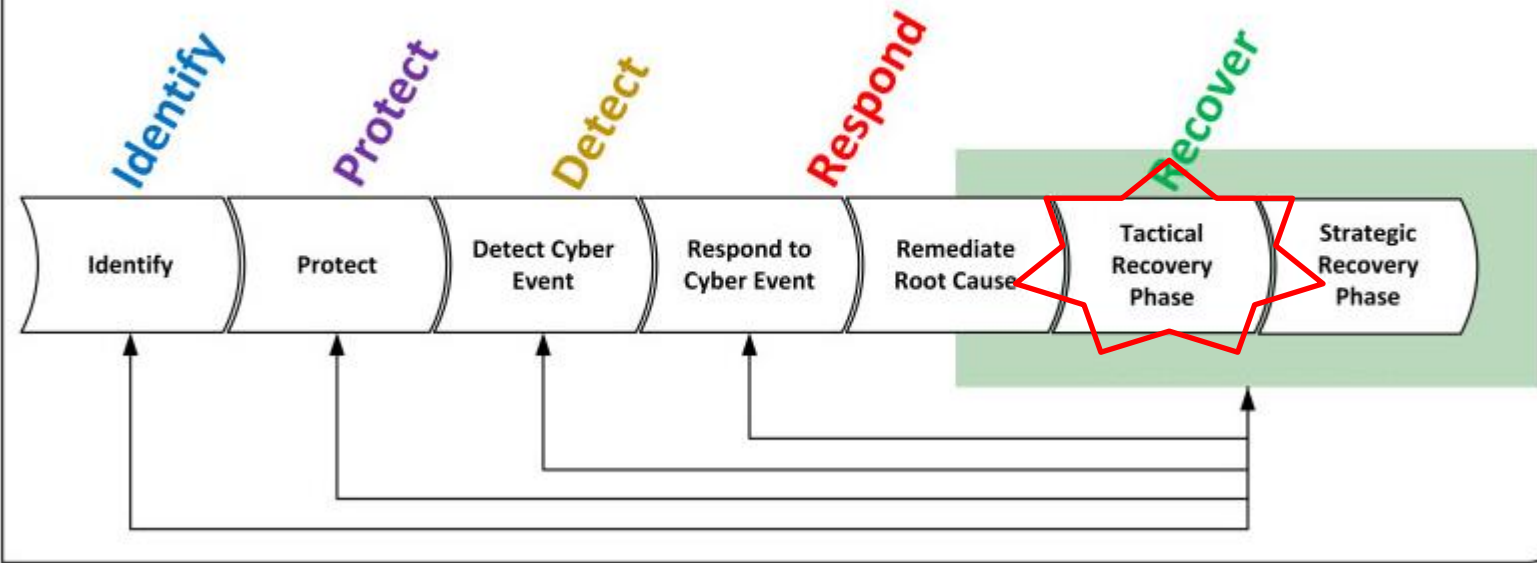 Identify
Protect
Detect
Respond
Recover
Identify
Protect
Detect Cyber
Event
Respond to
Cyber Event
Remediate
Root Cause
Tactical
Recovery
Phase
Strategic
Recovery
Phase